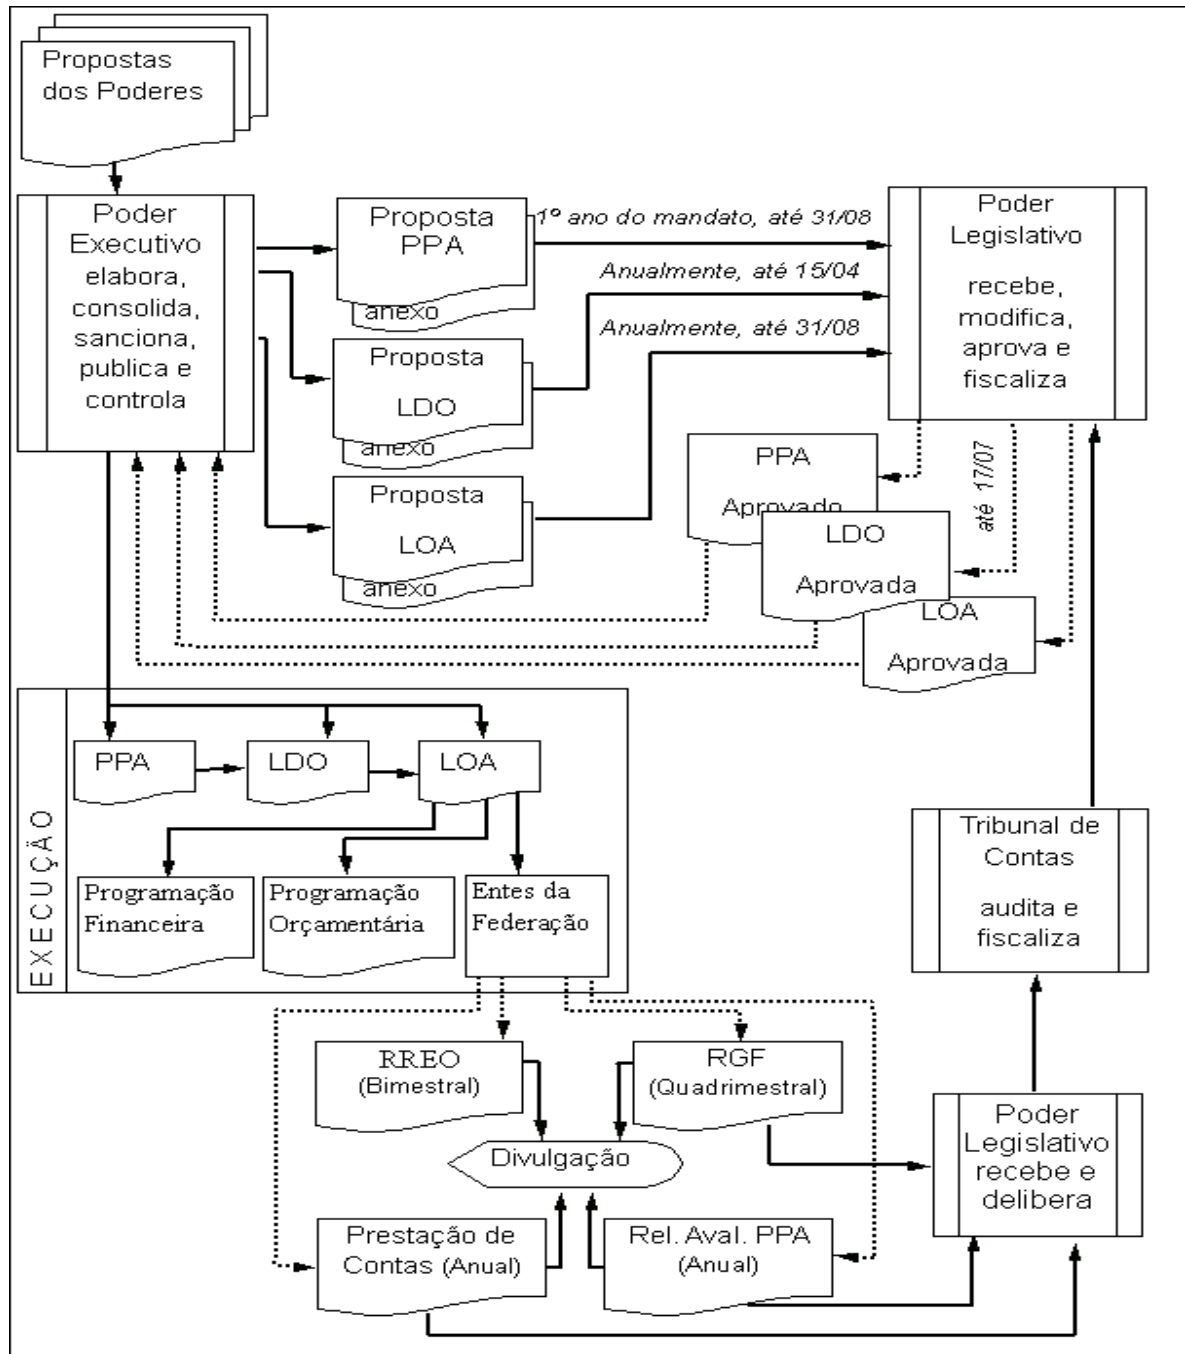 Propostas
dos Poderes
Poder
Executivo
elabora,
consolida,
sanciona,
publica e
controla
Proposta
PPA
anexo
Proposta
LDO
anexo
Proposta
LOA
anexo
1º ano do mandato, até 31/08
Anualmente, até 15/04
Anualmente, até 31/08
Poder
Legislativo
recebe,
modifica,
aprova e
fiscaliza
até 17/07
PPA
Aprovado
LDO
Aprovada
LOA
Aprovada
EXECUÇÃO
PPA
LDO
LOA
Programação
Financeira
Programação
Orçamentária
Entes da
Federação
Tribunal de
Contas
audita e
fiscaliza
RREO
(Bimestral)
RGF
(Quadrimestral)
Divulgação
Prestação de
Contas (Anual)
Rel. Aval. PPA
(Anual)
Poder
Legislativo
recebe e
delibera